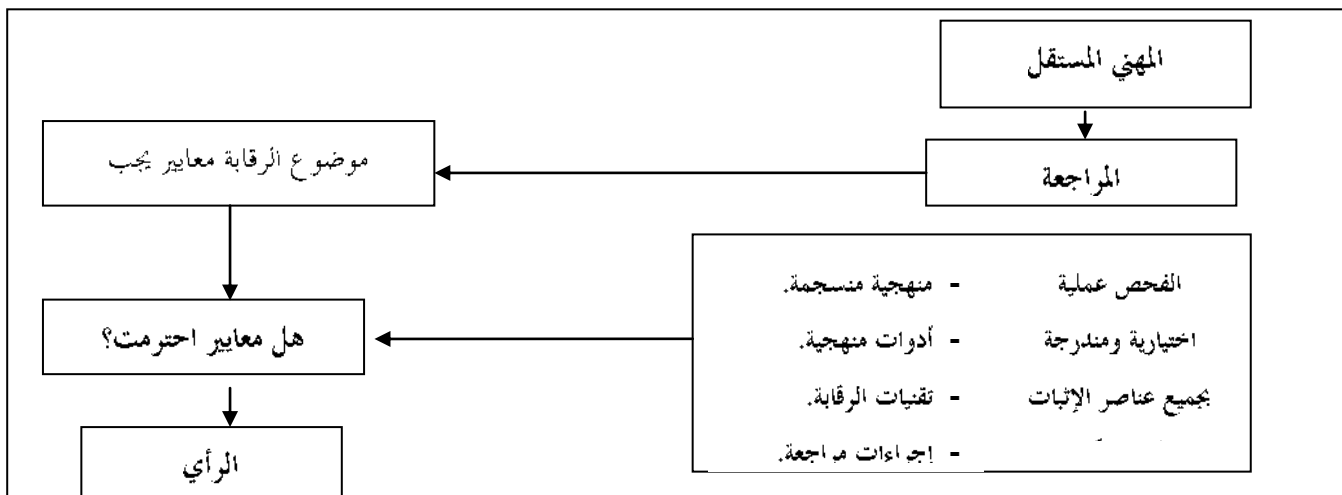 المهني المستقل
المراجعة
موضوع الرقابة معايير يجب
الفحص عملية
اختيارية ومندرجة
بجميع عناصر الإثبات
- منهجية منسجمة.
- أدوات منهجية.
- تقنيات الرقابة.
- إجراءات مراجعة.
هل معايير احترمت؟
الرأي